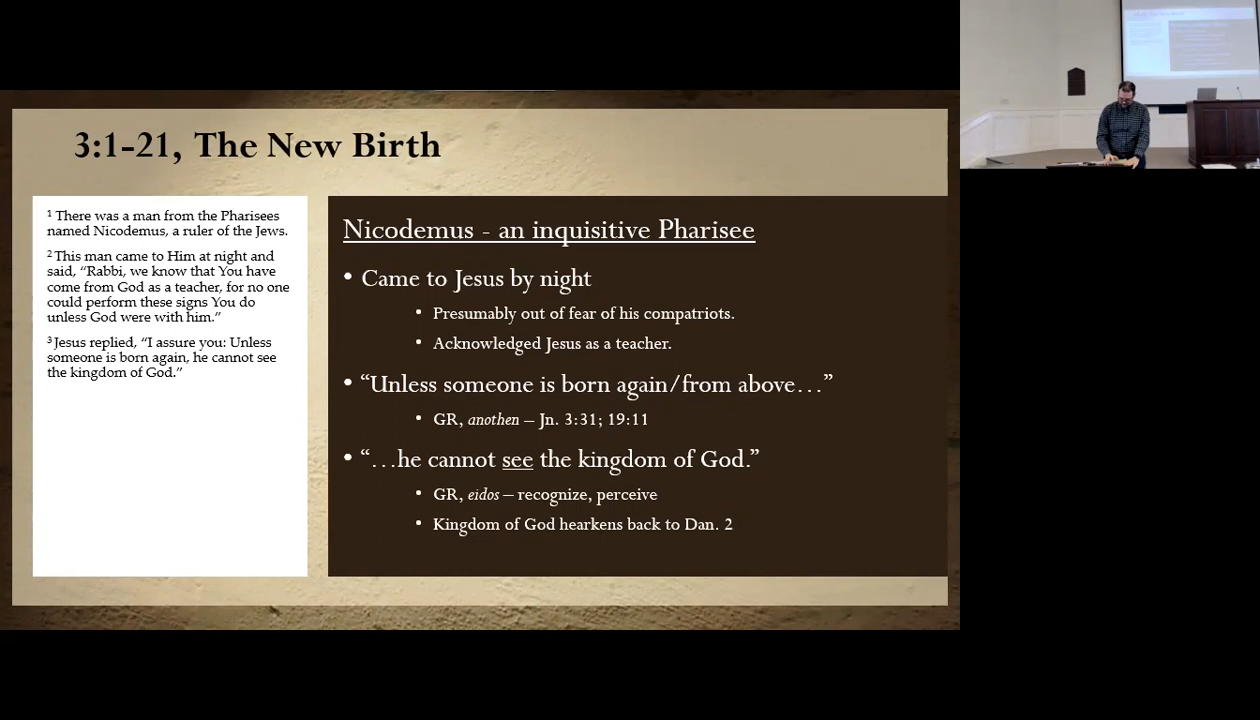 3:1-21, The New Birth
1 There was a man from the Pharisees
named Nicodemus, a ruler of the Jews.
2 This man came to Him at night and
said, “Rabbi, we know that You have
come from God as a teacher, for no one
could perform these signs You do
unless God were with him.”
3 Jesus replied, “I assure you: Unless
someone is born again, he cannot see
the kingdom of God.”
Nicodemus - an inquisitive Pharisee
• Came to Jesus by night
• Presumably out of fear of his compatriots.
• Acknowledged Jesus as a teacher.
• “Unless someone is born again/from above…”
• GR, anothen – Jn. 3:31; 19:11
• “…he cannot see the kingdom of God.”
• GR, eidos – recognize, perceive
• Kingdom of God hearkens back to Dan. 2